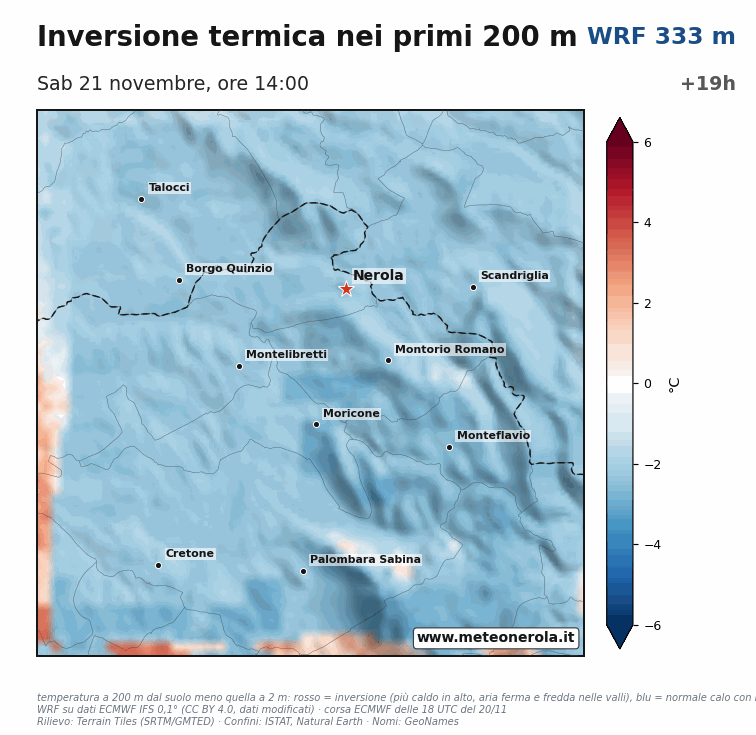 Inversione termica nei primi 200 m WRF 333 m
Sab 21 novembre, ore 14:00 +19h
Talocci
Borgo Quinzio
Nerola
Scandriglia
Montelibretti
Montorio Romano
Moricone
Monteflavio
Cretone
Palombara Sabina
www.meteonerola.it
6
4
2
0
−2
−4
−6
°C
temperatura a 200 m dal suolo meno quella a 2 m: rosso = inversione (più caldo in alto, aria ferma e fredda nelle valli), blu = normale calo con
WRF su dati ECMWF IFS 0,1° (CC BY 4.0, dati modificati) · corsa ECMWF delle 18 UTC del 20/11
Rilievo: Terrain Tiles (SRTM/GMTED) · Confini: ISTAT, Natural Earth · Nomi: GeoNames